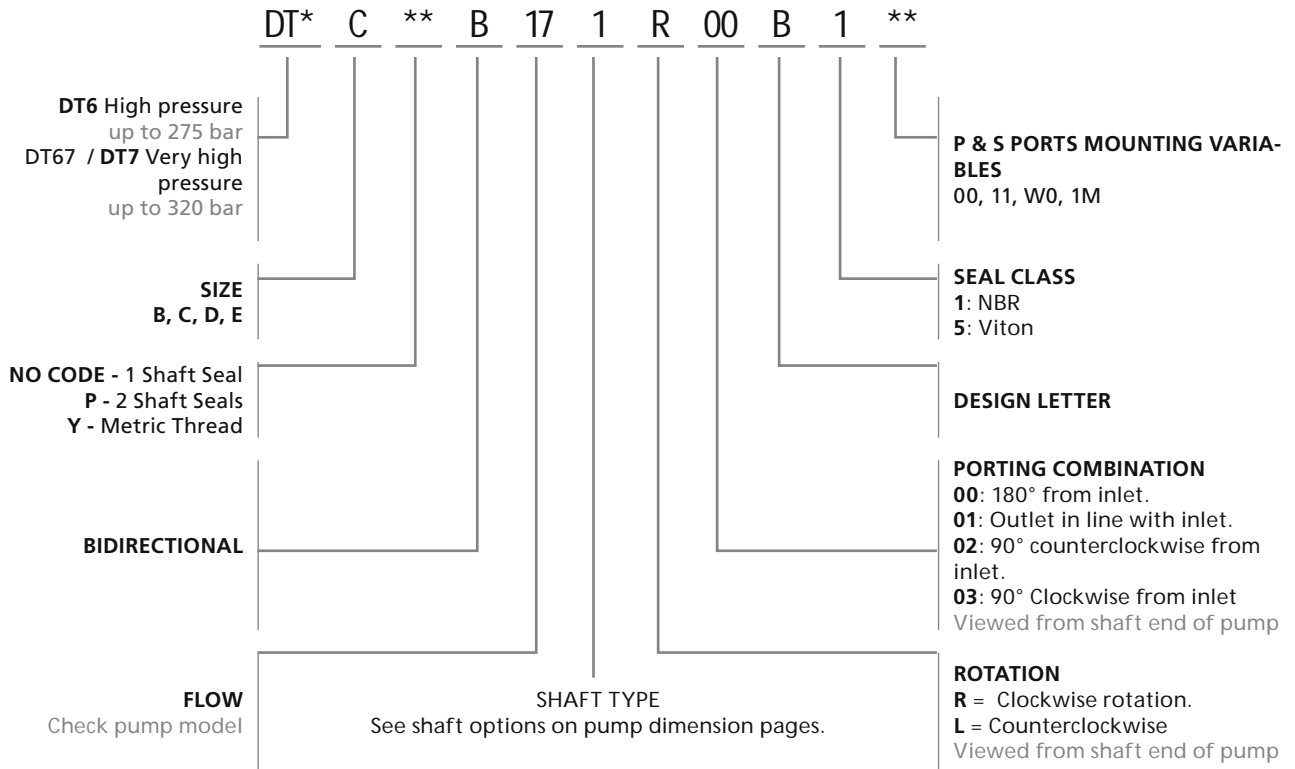 DT* C ** B 17 1 R 00 B 1 **
DT6 High pressure
up to 275 bar
DT67 / DT7 Very high
pressure
up to 320 bar
SIZE
B, C, D, E
NO CODE - 1 Shaft Seal
P - 2 Shaft Seals
Y - Metric Thread
BIDIRECTIONAL
FLOW
Check pump model
SHAFT TYPE
See shaft options on pump dimension pages.
P & S PORTS MOUNTING VARIA-
BLES
00, 11, W0, 1M
SEAL CLASS
1: NBR
5: Viton
DESIGN LETTER
PORTING COMBINATION
00: 180° from inlet.
01: Outlet in line with inlet.
02: 90° counterclockwise from
inlet.
03: 90° Clockwise from inlet
Viewed from shaft end of pump
ROTATION
R = Clockwise rotation.
L = Counterclockwise
Viewed from shaft end of pump